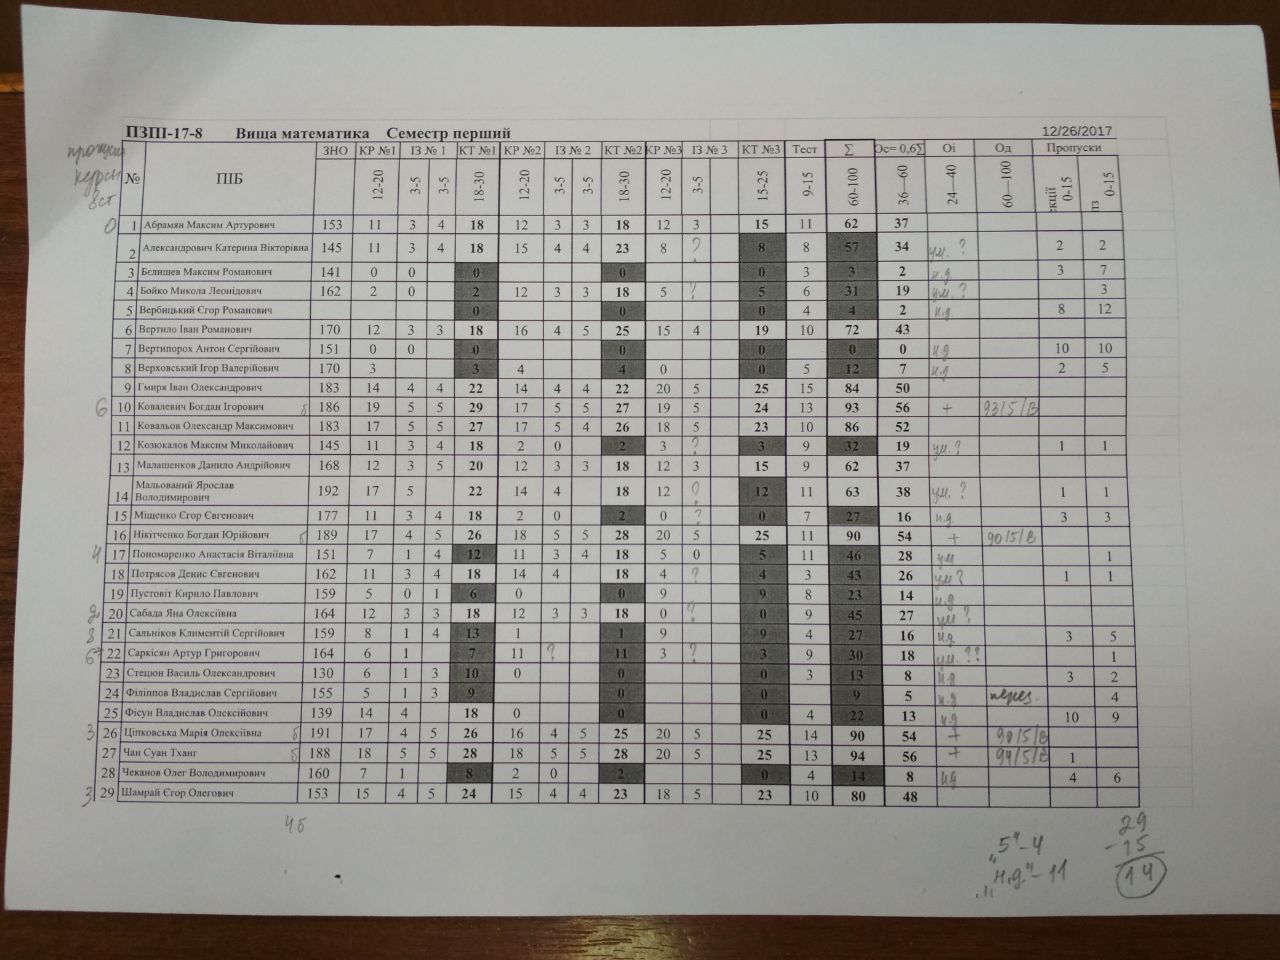 ПЗПІ-17-8 Вища математика Семестр перший 12/26/2017
№ ПІБ ЗНО КР №1 ІЗ № 1 КТ №1 КР №2 ІЗ № 2 КТ №2 КР №3 ІЗ № 3 КТ №3 Тест Σ Ос= 0,6Σ Оі Од Пропуски
12-20 3-5 3-5 18-30 12-20 3-5 3-5 18-30 12-20 3-5 15-25 9-15 60-100 36—60 24—40 60—100 0-15 0-15
0 1 Абрамян Максим Артурович 153 11 3 4 18 12 3 3 18 12 3 15 11 62 37
2 Александрович Катерина Вікторівна 145 11 3 4 18 15 4 4 23 8 ? 8 8 57 34 ум. ? 2 2
3 Бєлишев Максим Романович 141 0 0 0 0 0 3 3 2 н.д 3 7
4 Бойко Микола Леонідович 162 2 0 2 12 3 3 18 5 ? 5 6 31 19 ум. ? 3
5 Вербицький Єгор Романович 0 0 0 4 4 2 н.д 8 12
6 Вертило Іван Романович 170 12 3 3 18 16 4 5 25 15 4 19 10 72 43
7 Вертипорох Антон Сергійович 151 0 0 0 0 0 0 0 н.д 10 10
8 Верховський Ігор Валерійович 170 3 3 4 4 0 0 5 12 7 н.д 2 5
9 Гмиря Іван Олександрович 183 14 4 4 22 14 4 4 22 20 5 25 15 84 50
6 10 Ковалевич Богдан Ігорович б 186 19 5 5 29 17 5 5 27 19 5 24 13 93 56 + 93/5/В
11 Ковальов Олександр Максимович 183 17 5 5 27 17 5 4 26 18 5 23 10 86 52
12 Козюкалов Максим Миколайович 145 11 3 4 18 2 0 2 3 ? 3 9 32 19 ум. ? 1 1
13 Малашенков Данило Андрійович 168 12 3 5 20 12 3 3 18 12 3 15 9 62 37
14 Мальований Ярослав Володимирович 192 17 5 22 14 4 18 12 ? 12 11 63 38 ум. ? 1 1
15 Міщенко Єгор Євгенович 177 11 3 4 18 2 0 2 0 ? 0 7 27 16 н.д 3 3
16 Нікітченко Богдан Юрійович б 189 17 4 5 26 18 5 5 28 20 5 25 11 90 54 + 90/5/В
4 17 Пономаренко Анастасія Віталіївна 151 7 1 4 12 11 3 4 18 5 0 5 11 46 28 ум 1
18 Потрясов Денис Євгенович 162 11 3 4 18 14 4 18 4 ? 4 3 43 26 ум? 1 1
19 Пустовіт Кирило Павлович 159 5 0 1 6 0 0 9 9 8 23 14 н.д
20 Сабада Яна Олексіївна 164 12 3 3 18 12 3 3 18 0 ? 0 9 45 27 ум ?
8 21 Сальніков Климентій Сергійович 159 8 1 4 13 1 1 9 9 4 27 16 н.д 3 5
22 Саркісян Артур Григорович 164 6 1 ? 7 11 ? 11 3 ? 3 9 30 18 ум. ?? 1
23 Стецюн Василь Олександрович 130 6 1 3 10 0 0 0 3 13 8 н.д 3 2
24 Філіппов Владислав Сергійович 155 5 1 3 9 0 0 9 5 н.д перез. 4
25 Фісун Владислав Олексійович 139 14 4 18 0 0 0 4 22 13 н.д 10 9
3 26 Ціпковська Марія Олексіївна б 191 17 4 5 26 16 4 5 25 20 5 25 14 90 54 + 90/5/В
27 Чан Суан Тханг б 188 18 5 5 28 18 5 5 28 20 5 25 13 94 56 + 94/5/В 1
28 Чеканов Олег Володимирович 160 7 1 8 2 0 2 0 4 14 8 нд 4 6
3 29 Шамрай Єгор Олегович 153 15 4 5 24 15 4 4 23 18 5 23 10 80 48
4б
"5" - 4
"н.д." - 11
29
- 15
14